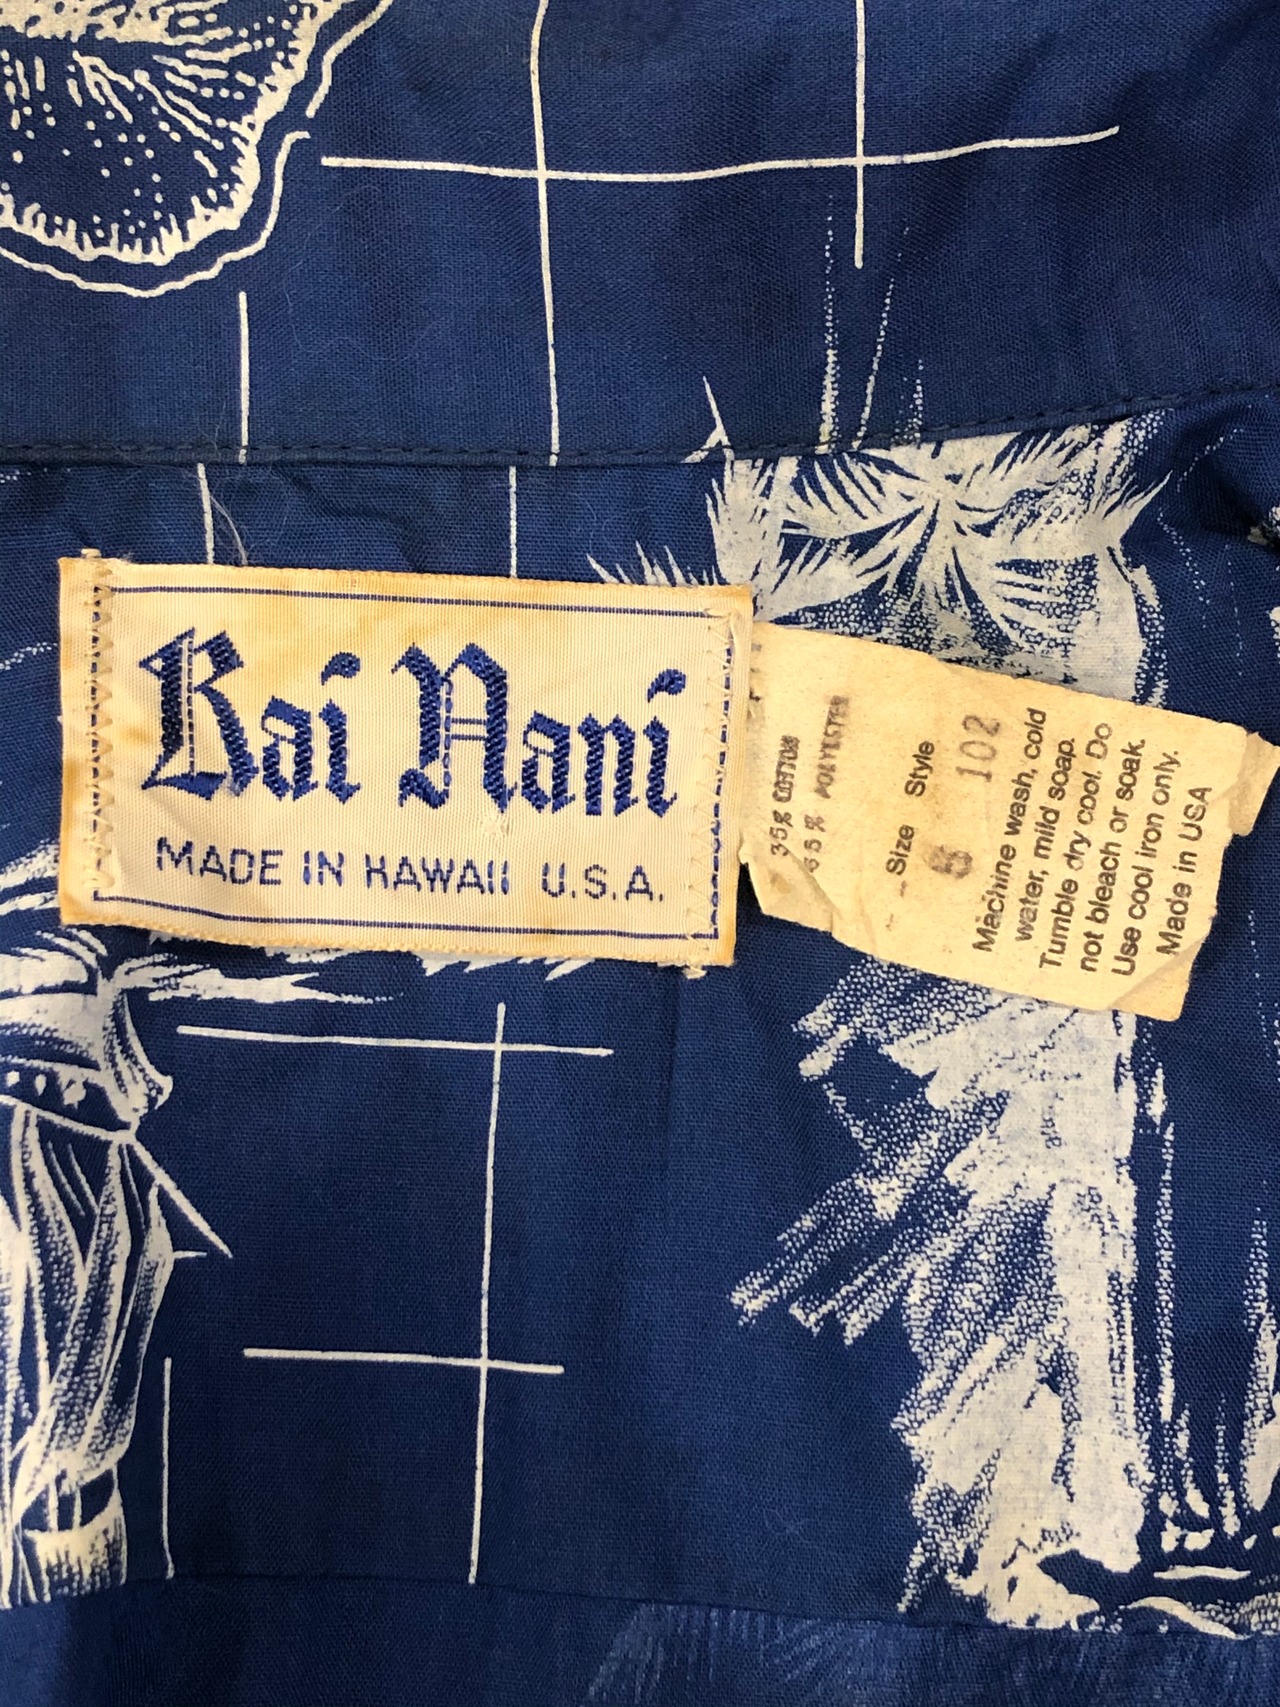 Kai Nani
MADE IN HAWAII U.S.A.
35% COTTON
65% POLYESTER
Size Style
102
Machine wash, cold
water, mild soap.
Tumble dry cool. Do
not bleach or soak.
Use cool iron only.
Made in USA